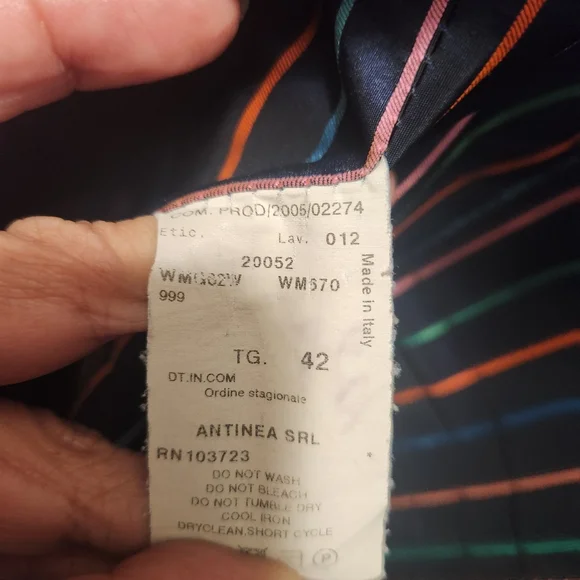 COM. PROD/2005/02274
Etic. Lav. 012
20052
WMG62W WM670
999
Made in Italy
TG. 42
DT.IN.COM
Ordine stagionale
ANTINEA SRL
RN103723
DO NOT WASH
DO NOT BLEACH
DO NOT TUMBLE DRY
COOL IRON
DRYCLEAN,SHORT CYCLE
P